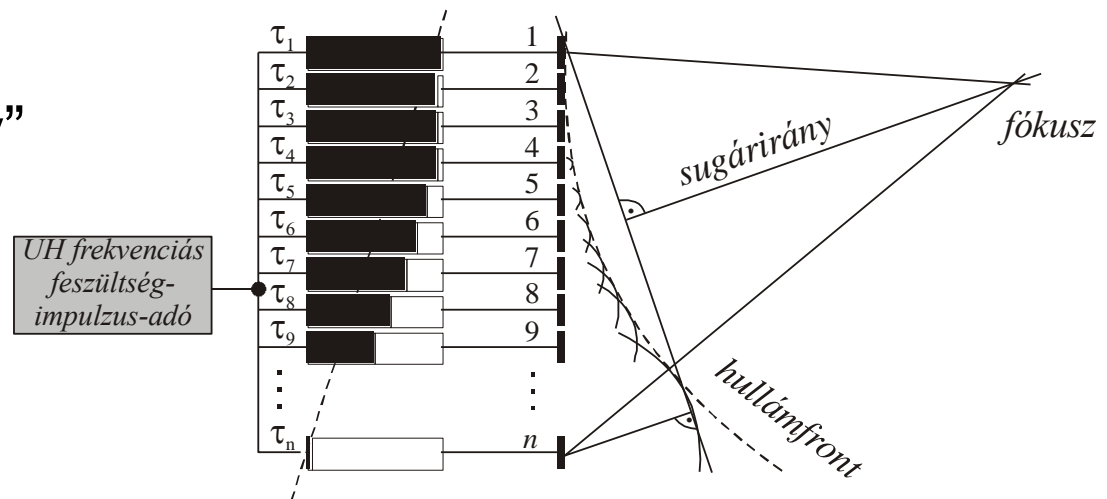 ”
UH frekvenciás
feszültség-
impulzus-adó
τ1
τ2
τ3
τ4
τ5
τ6
τ7
τ8
τ9
τn
1
2
3
4
5
6
7
8
9
n
sugárirány
fókusz
hullámfront